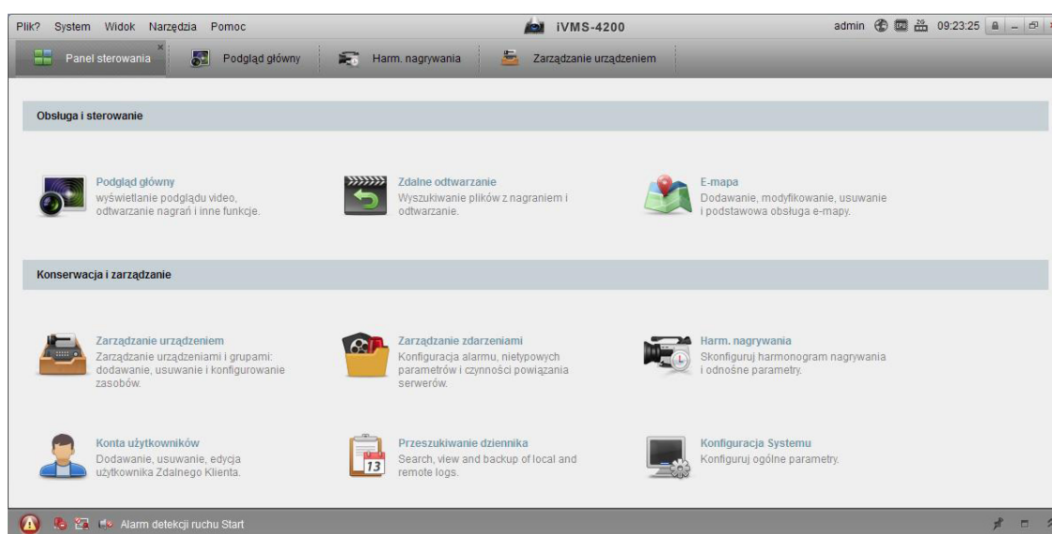 Plik? System Widok Narzędzia Pomoc
iVMS-4200
admin
09:23:25
Panel sterowania
Podgląd główny
Harm. nagrywania
Zarządzanie urządzeniem
Obsługa i sterowanie
Podgląd główny
wyświetlanie podglądu video,
odtwarzanie nagrań i inne funkcje.
Zdalne odtwarzanie
Wyszukiwanie plików z nagraniem i
odtwarzanie.
E-mapa
Dodawanie, modyfikowanie, usuwanie
i podstawowa obsługa e-mapy.
Konserwacja i zarządzanie
Zarządzanie urządzeniem
Zarządzanie urządzeniami i grupami:
dodawanie, usuwanie i konfigurowanie
zasobów.
Zarządzanie zdarzeniami
Konfiguracja alarmu, nietypowych
parametrów i czynności powiązania
serwerów.
Harm. nagrywania
Skonfiguruj harmonogram nagrywania
i odnośne parametry.
Konta użytkowników
Dodawanie, usuwanie, edycja
użytkownika Zdalnego Klienta.
13
Przeszukiwanie dziennika
Search, view and backup of local and
remote logs.
Konfiguracja Systemu
Konfiguruj ogólne parametry.
Alarm detekcji ruchu Start